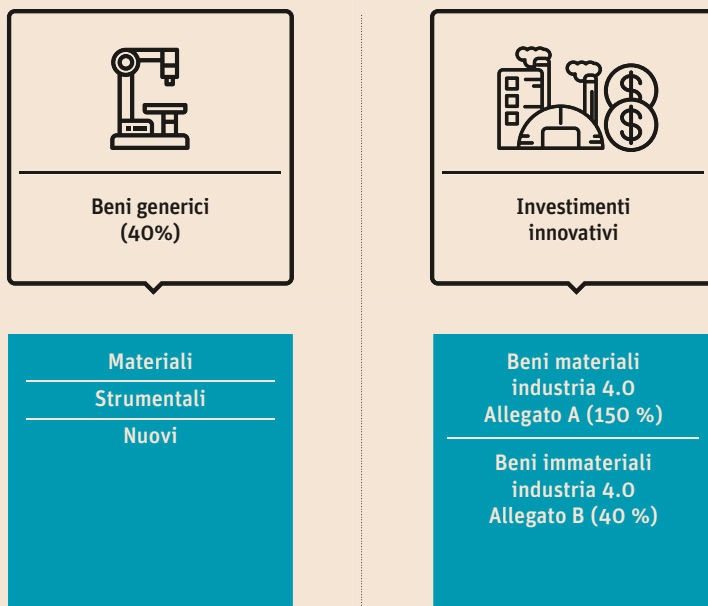 Beni generici
(40%)
Materiali
Strumentali
Nuovi
Investimenti
innovativi
Beni materiali
industria 4.0
Allegato A (150 %)
Beni immateriali
industria 4.0
Allegato B (40 %)